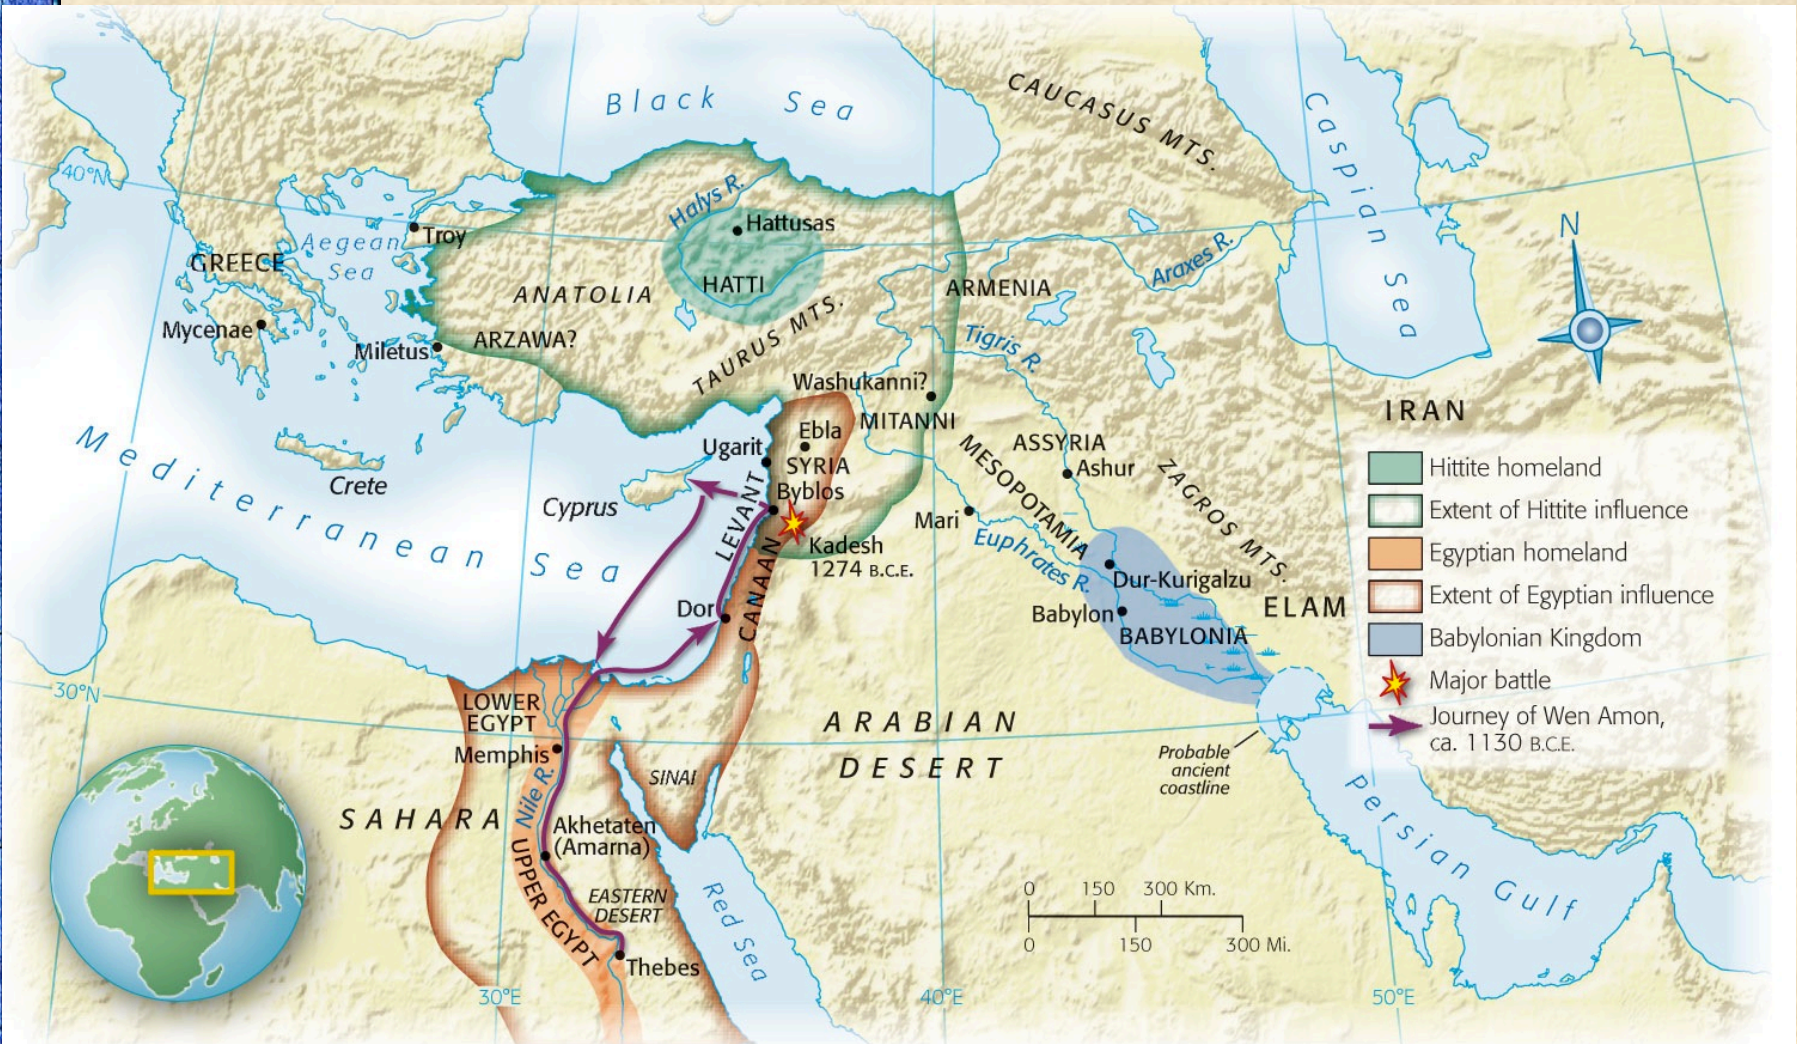 Black Sea
CAUCASUS MTS.
Caspian Sea
40°N
Halys R.
Hattusas
Troy
Aegean
Sea
GREECE
HATTI
ANATOLIA
ARMENIA
Araxes R.
N
Mycenae
Miletus
ARZAWA?
TAURUS MTS.
Tigris R.
Washukanni?
MITANNI
IRAN
Mediterranean Sea
Crete
Cyprus
Ugarit
Ebla
SYRIA
Byblos
LEVANT
ASSYRIA
Ashur
MESOPOTAMIA
ZAGROS MTS.
Mari
Euphrates R.
Kadesh
1274 B.C.E.
CANAAN
Dor
Dur-Kurigalzu
Babylon
BABYLONIA
ELAM
Hittite homeland
Extent of Hittite influence
Egyptian homeland
Extent of Egyptian influence
Babylonian Kingdom
Major battle
Journey of Wen Amon,
ca. 1130 B.C.E.
30°N
LOWER
EGYPT
Memphis
Nile R.
SINAI
ARABIAN
DESERT
Probable
ancient
coastline
SAHARA
Akhetaten
(Amarna)
UPPER EGYPT
EASTERN
DESERT
Thebes
Red Sea
Persian Gulf
0 150 300 Km.
0 150 300 Mi.
30°E
40°E
50°E